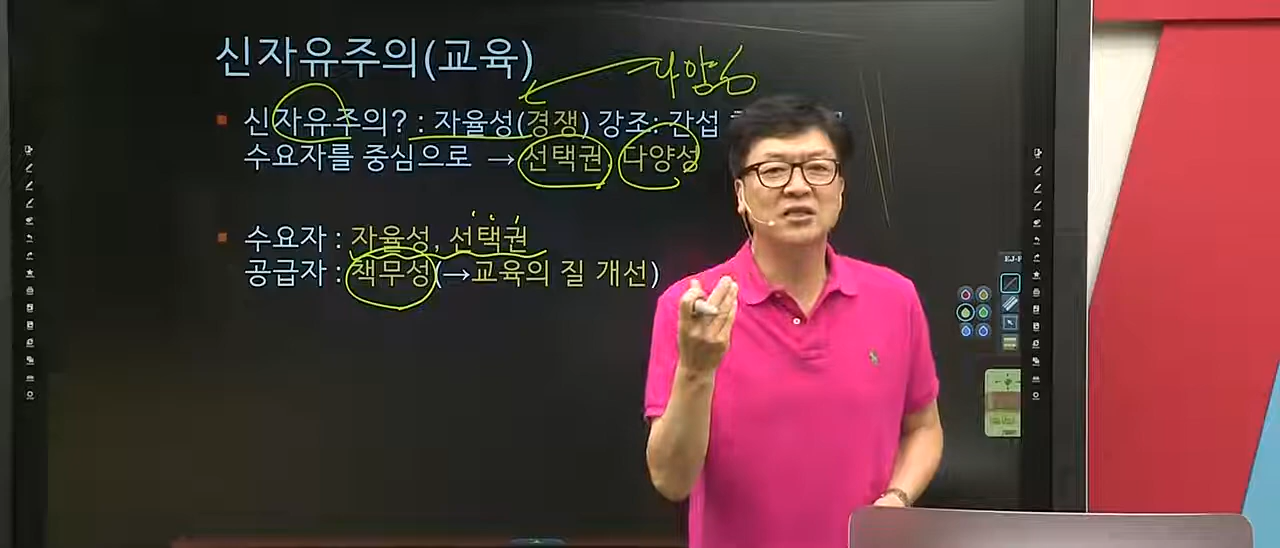 신자유주의(교육)
다양성
신자유주의? : 자율성(경쟁) 강조: 간섭
수요자를 중심으로 → 선택권, 다양성
수요자 : 자율성, 선택권
공급자 : 책무성(→교육의 질 개선)